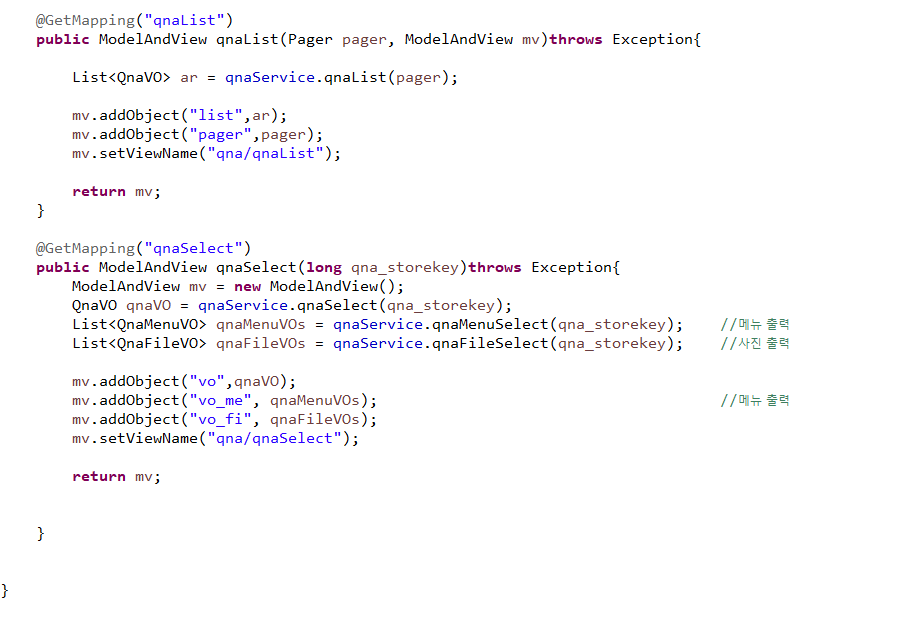 @GetMapping("qnaList")
public ModelAndView qnaList(Pager pager, ModelAndView mv)throws Exception{
List<QnaVO> ar = qnaService.qnaList(pager);
mv.addObject("list",ar);
mv.addObject("pager",pager);
mv.setViewName("qna/qnaList");
return mv;
}
@GetMapping("qnaSelect")
public ModelAndView qnaSelect(long qna_storekey)throws Exception{
ModelAndView mv = new ModelAndView();
QnaVO qnaVO = qnaService.qnaSelect(qna_storekey);
List<QnaMenuVO> qnaMenuVOs = qnaService.qnaMenuSelect(qna_storekey); //메뉴 출력
List<QnaFileVO> qnaFileVOs = qnaService.qnaFileSelect(qna_storekey); //사진 출력
mv.addObject("vo",qnaVO);
mv.addObject("vo_me", qnaMenuVOs); //메뉴 출력
mv.addObject("vo_fi", qnaFileVOs);
mv.setViewName("qna/qnaSelect");
return mv;
}
}